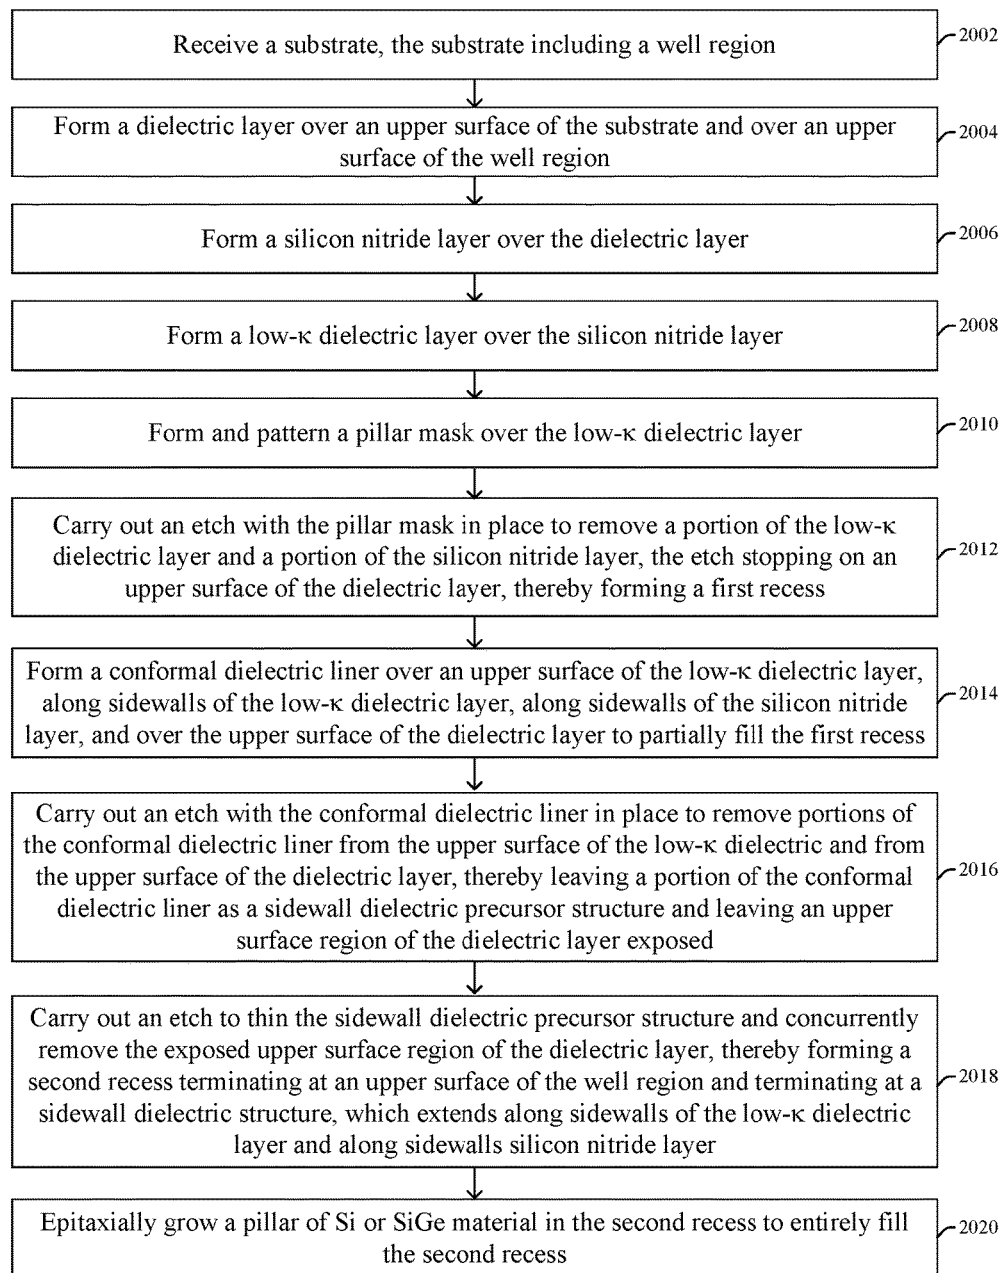 Receive a substrate, the substrate including a well region
2002
Form a dielectric layer over an upper surface of the substrate and over an upper
surface of the well region
2004
Form a silicon nitride layer over the dielectric layer
2006
Form a low-κ dielectric layer over the silicon nitride layer
2008
Form and pattern a pillar mask over the low-κ dielectric layer
2010
Carry out an etch with the pillar mask in place to remove a portion of the low-κ
dielectric layer and a portion of the silicon nitride layer, the etch stopping on an
upper surface of the dielectric layer, thereby forming a first recess
2012
Form a conformal dielectric liner over an upper surface of the low-κ dielectric layer,
along sidewalls of the low-κ dielectric layer, along sidewalls of the silicon nitride
layer, and over the upper surface of the dielectric layer to partially fill the first recess
2014
Carry out an etch with the conformal dielectric liner in place to remove portions of
the conformal dielectric liner from the upper surface of the low-κ dielectric and from
the upper surface of the dielectric layer, thereby leaving a portion of the conformal
dielectric liner as a sidewall dielectric precursor structure and leaving an upper
surface region of the dielectric layer exposed
2016
Carry out an etch to thin the sidewall dielectric precursor structure and concurrently
remove the exposed upper surface region of the dielectric layer, thereby forming a
second recess terminating at an upper surface of the well region and terminating at a
sidewall dielectric structure, which extends along sidewalls of the low-κ dielectric
layer and along sidewalls silicon nitride layer
2018
Epitaxially grow a pillar of Si or SiGe material in the second recess to entirely fill
the second recess
2020